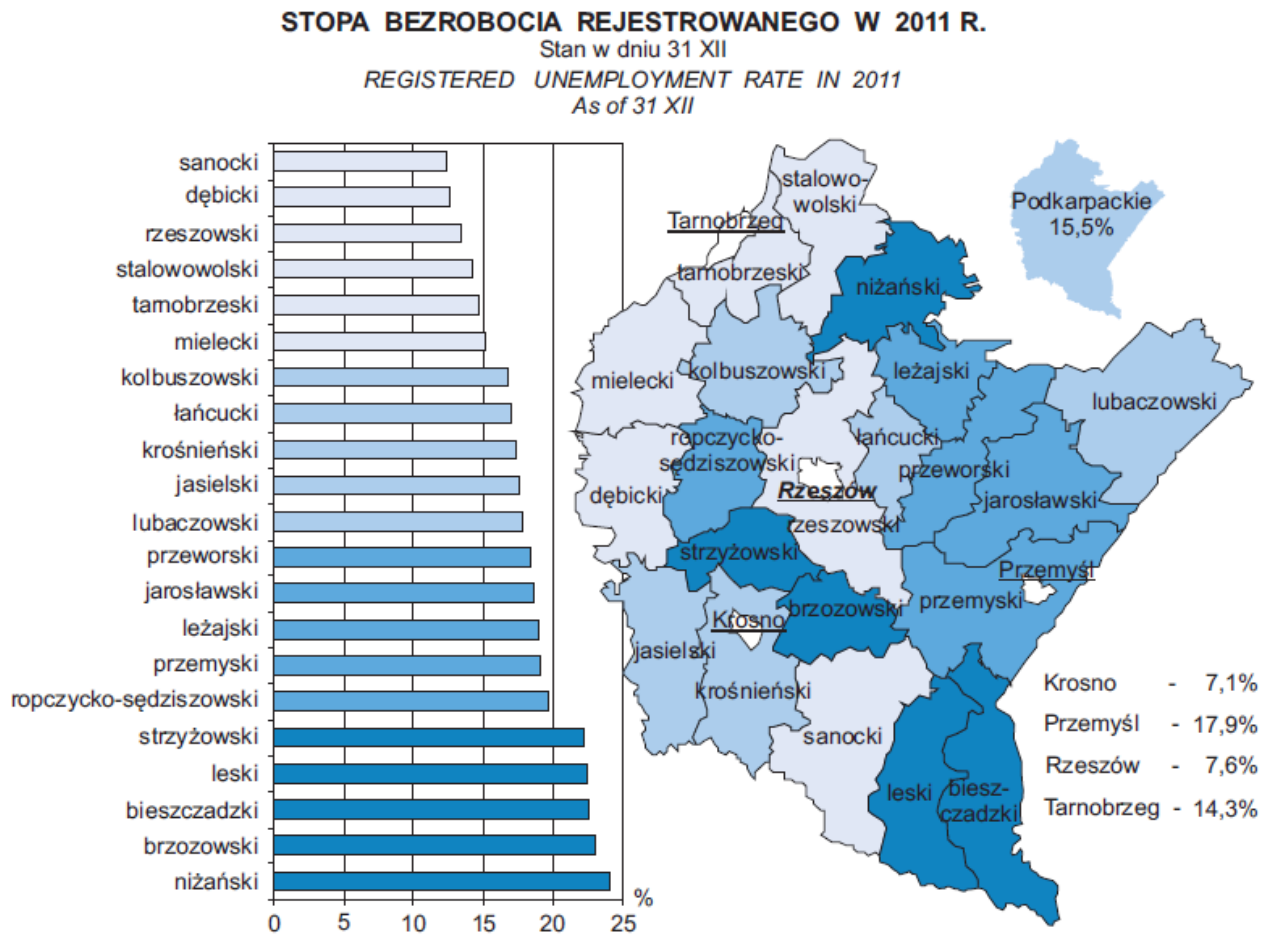 STOPA BEZROBOCIA REJESTROWANEGO W 2011 R.
Stan w dniu 31 XII
REGISTERED UNEMPLOYMENT RATE IN 2011
As of 31 XII
sanocki
dębicki
rzeszowski
stalowowolski
tarnobrzeski
mielecki
kolbuszowski
łańcucki
krośnieński
jasielski
lubaczowski
przeworski
jarosławski
leżajski
przemyski
ropczycko-sędziszowski
strzyżowski
leski
bieszczadzki
brzozowski
niżański
0 5 10 15 20 25
%
stalowo-
wolski
Tarnobrzeg
tarnobrzeski
niżański
mielecki
kolbuszowski
leżajski
lubaczowski
ropczycko-
sędziszowski
łańcucki
przeworski
jarosławski
dębicki
Rzeszów
rzeszowski
strzyżowski
Przemyśl
przemyski
brzozowski
Krosno
jasielski
krośnieński
sanocki
leski
biesz-
czadzki
Podkarpackie
15,5%
Krosno - 7,1%
Przemyśl - 17,9%
Rzeszów - 7,6%
Tarnobrzeg - 14,3%